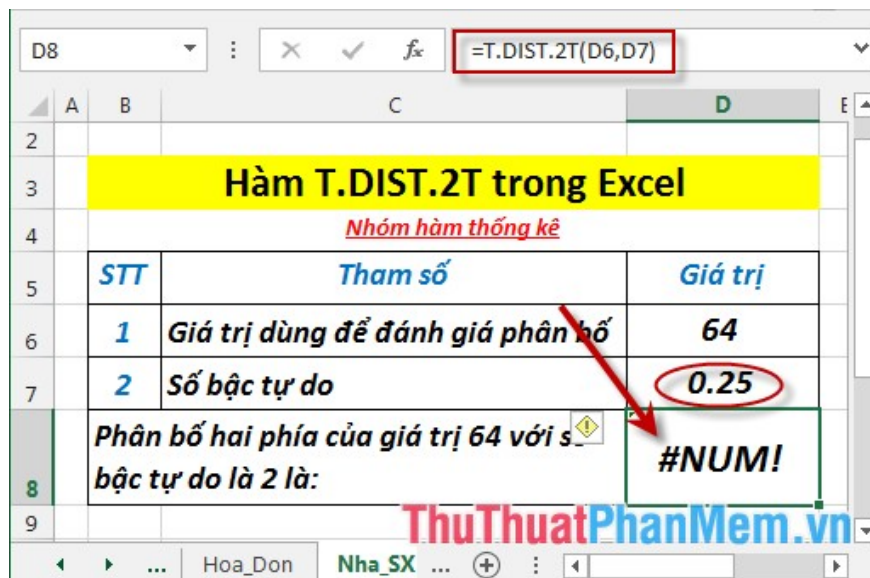 D8 fx =T.DIST.2T(D6,D7)
A B C D E
2
3 Hàm T.DIST.2T trong Excel
4 Nhóm hàm thống kê
5 STT Tham số Giá trị
6 1 Giá trị dùng để đánh giá phân bố 64
7 2 Số bậc tự do 0.25
Phân bố hai phía của giá trị 64 với số
8 bậc tự do là 2 là: #NUM!
9
ThuThuatPhanMem.vn
... Hoa_Don Nha_SX ...